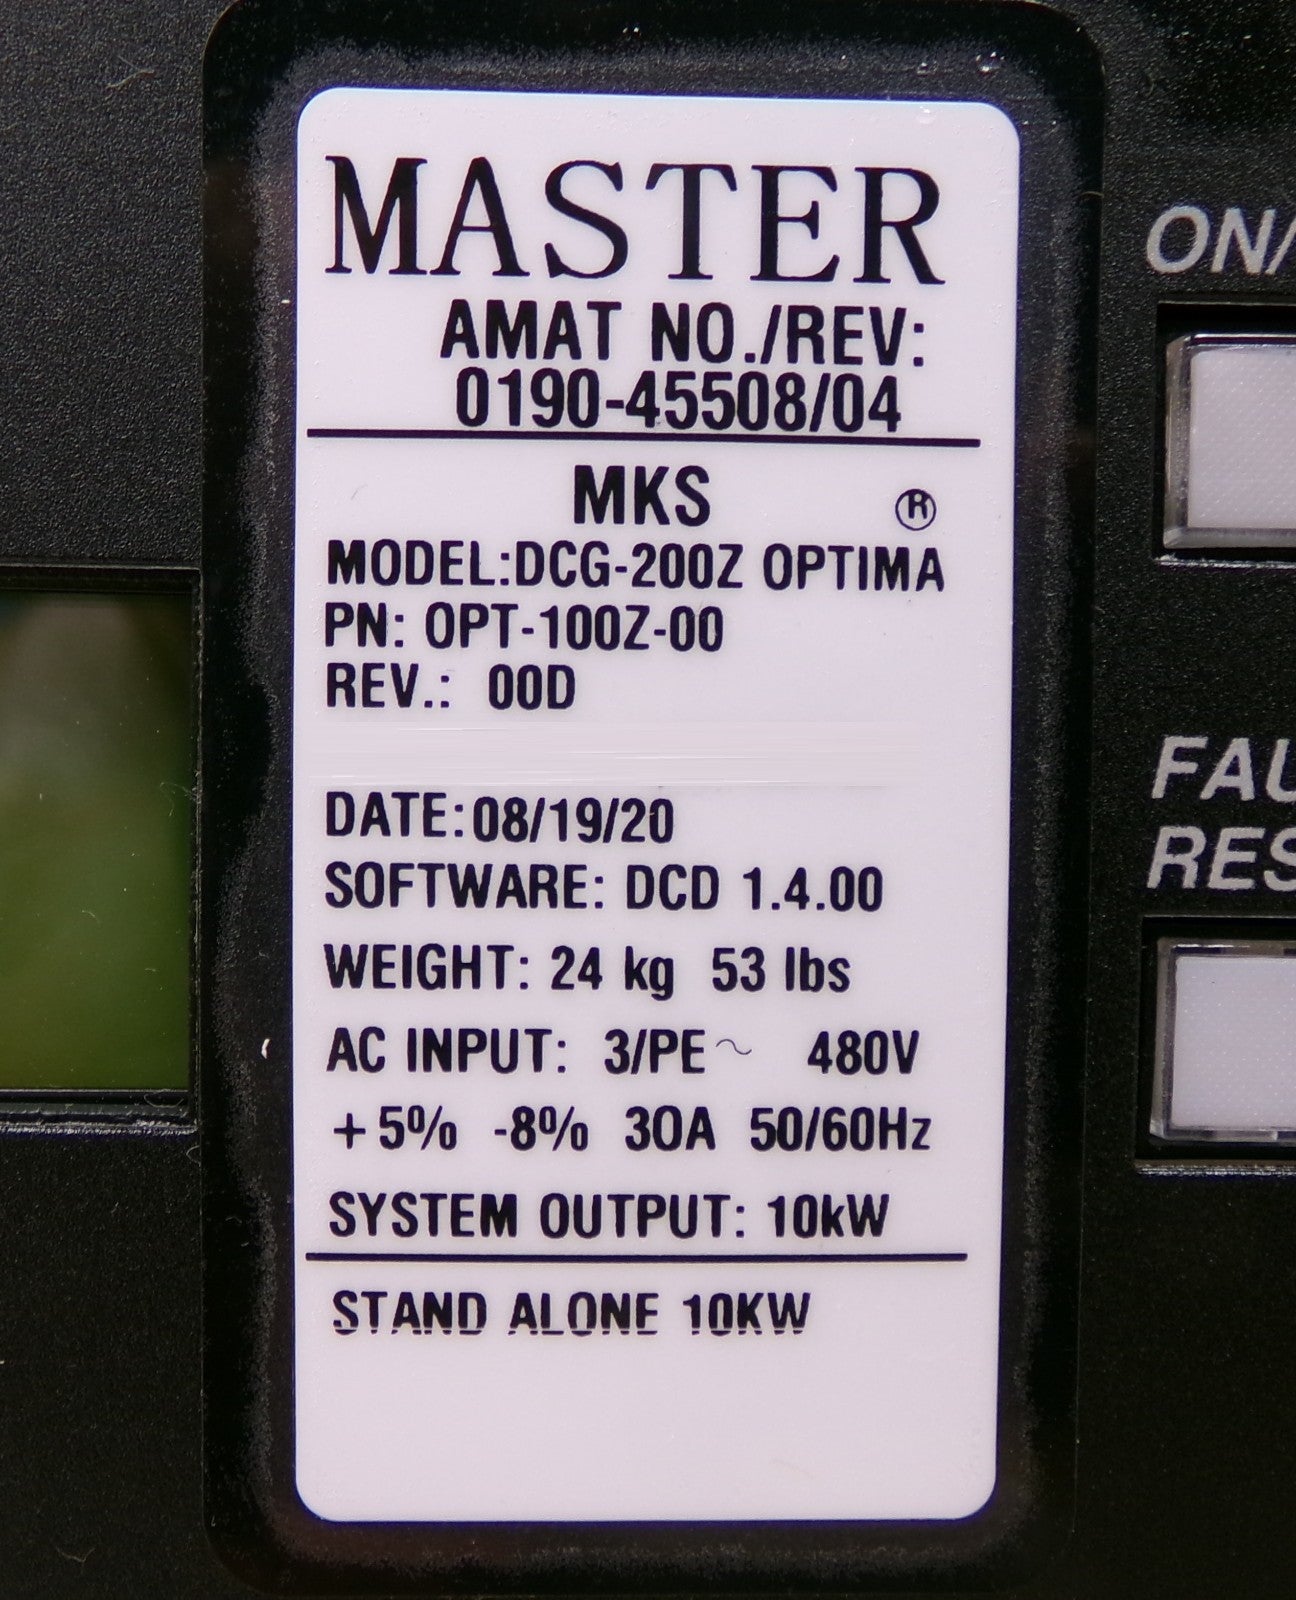 MASTER
AMAT NO./REV:
0190-45508/04
MKS ®
MODEL:DCG-200Z OPTIMA
PN: OPT-100Z-00
REV.: 00D
DATE:08/19/20
SOFTWARE: DCD 1.4.00
WEIGHT: 24 kg 53 lbs
AC INPUT: 3/PE~ 480V
+5% -8% 30A 50/60Hz
SYSTEM OUTPUT: 10kW
STAND ALONE 10KW
ON/
FAU
RES